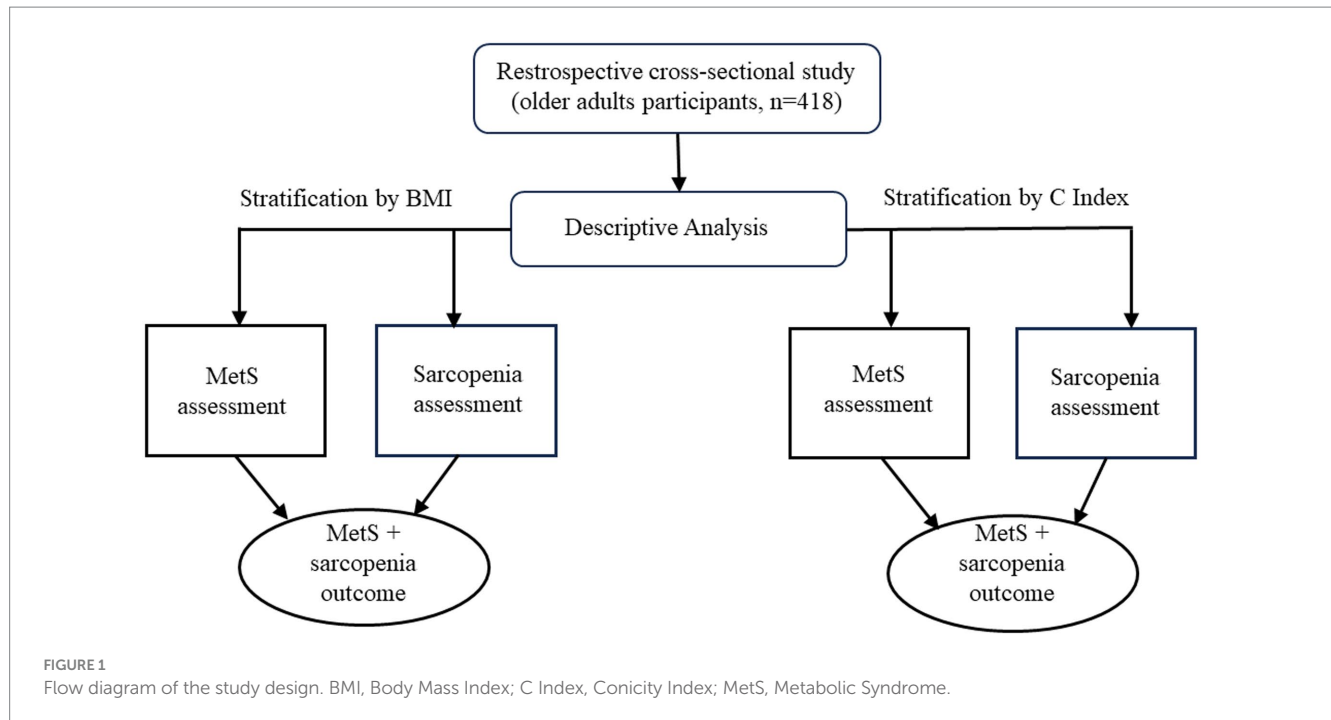 Restrospective cross-sectional study
(older adults participants, n=418)
Stratification by BMI
Descriptive Analysis
Stratification by C Index
MetS
assessment
Sarcopenia
assessment
MetS
assessment
Sarcopenia
assessment
MetS +
sarcopenia
outcome
MetS +
sarcopenia
outcome
FIGURE 1
Flow diagram of the study design. BMI, Body Mass Index; C Index, Conicity Index; MetS, Metabolic Syndrome.